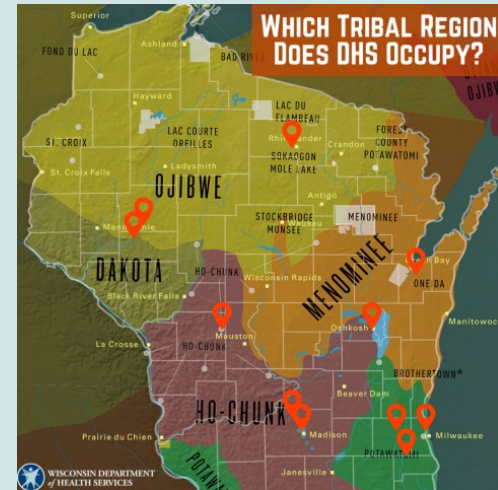 WHICH TRIBAL REGION
DOES DHS OCCUPY?
Superior
FOND DU LAC
Ashland
BAD RIVER
OJIBW
Hayward
LAC DU
FLAMBEAU
LAC COURTE
OREILLES
Rhinelander
FOREST
COUNTY
POTAWATOMI
ST. CROIX
SOKAOGON
MOLE LAKE
Crandon
St. Croix Falls
Ladysmith
OJIBWE
Antigo
STOCKBRIDGE
MUNSEE
MENOMINEE
Wausau
Menomonie
DAKOTA
HO-CHUNK
MENOMINEE
Green Bay
ONEIDA
Wisconsin Rapids
Black River Falls
Oshkosh
Manitowoc
La Crosse
HO-CHUNK
Mauston
BROTHERTOWN*
HO-CHUNK
Beaver Dam
Prairie du Chien
Madison
POTAWATOMI
Milwaukee
Janesville
WISCONSIN DEPARTMENT
of HEALTH SERVICES